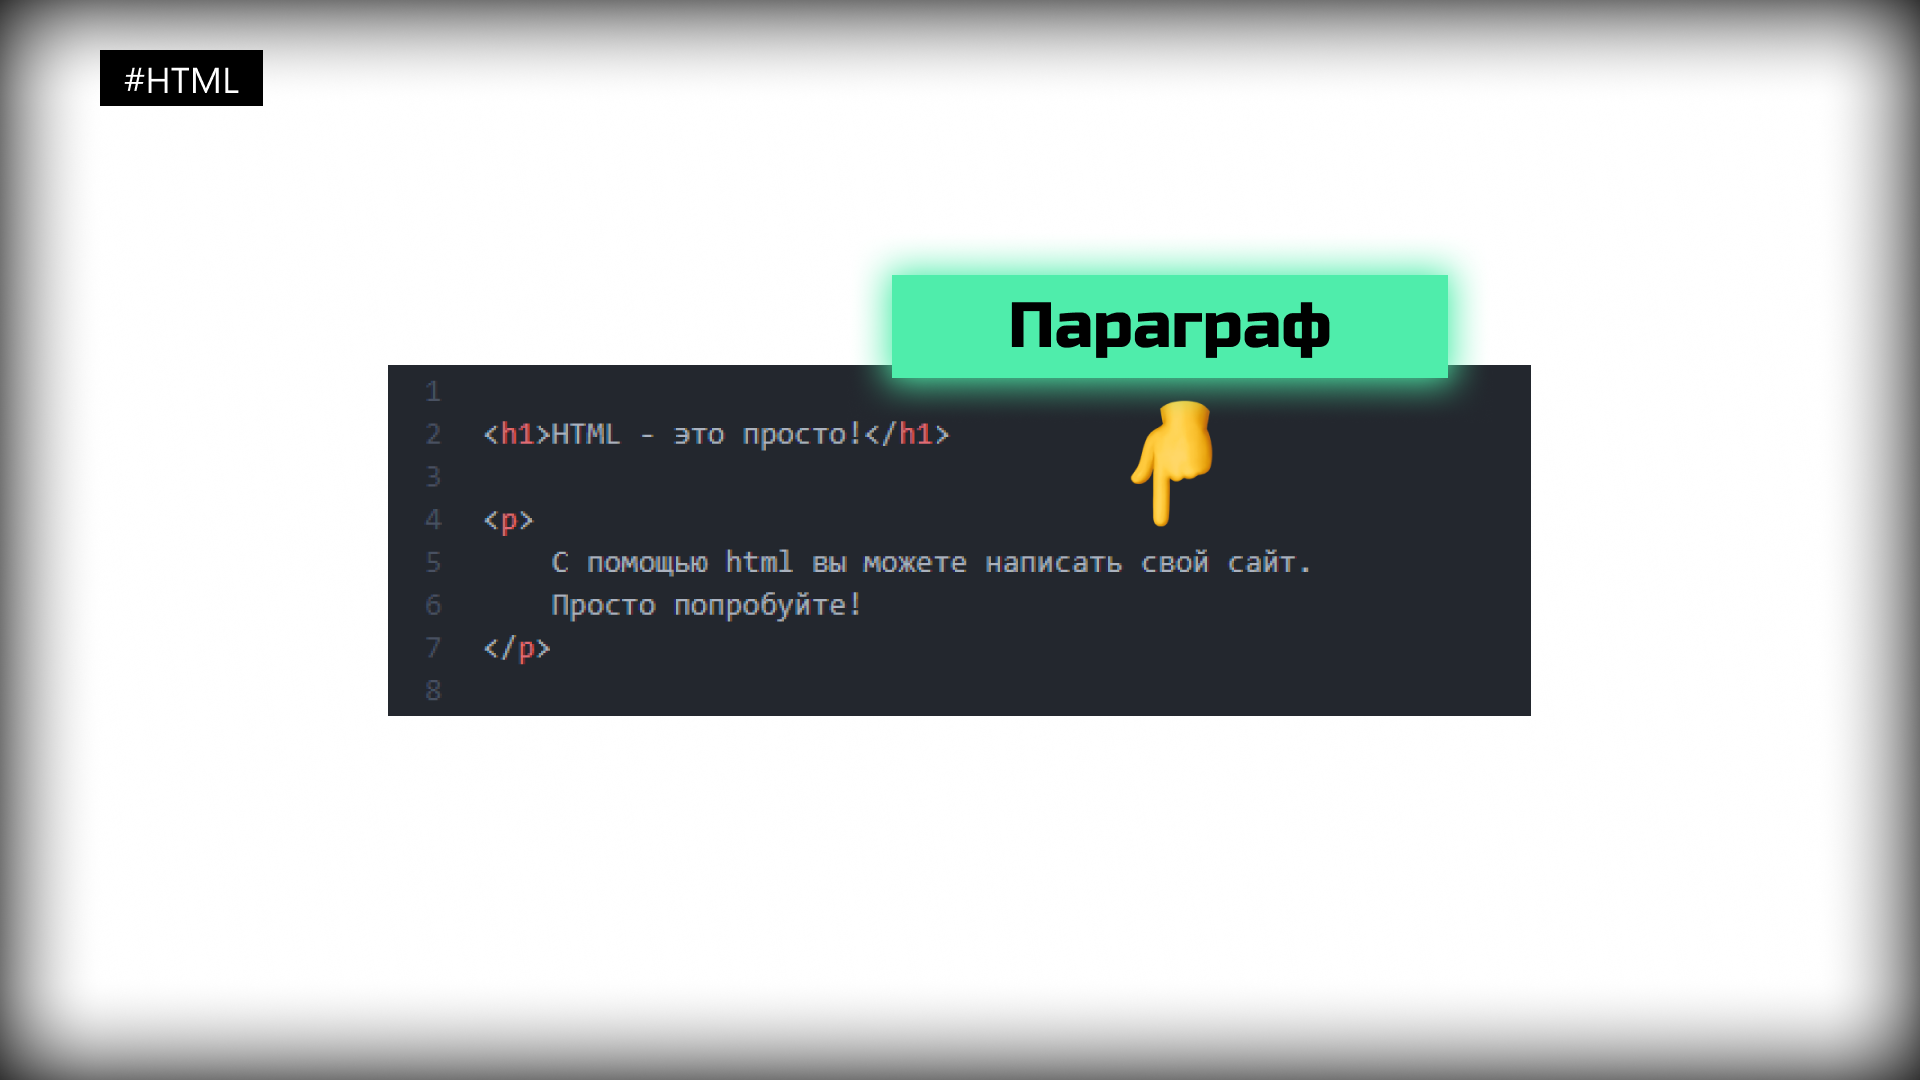 #HTML
Параграф
1
2 <h1>HTML - это просто!</h1>
3
4 <p>
5 С помощью html вы можете написать свой сайт.
6 Просто попробуйте!
7 </p>
8